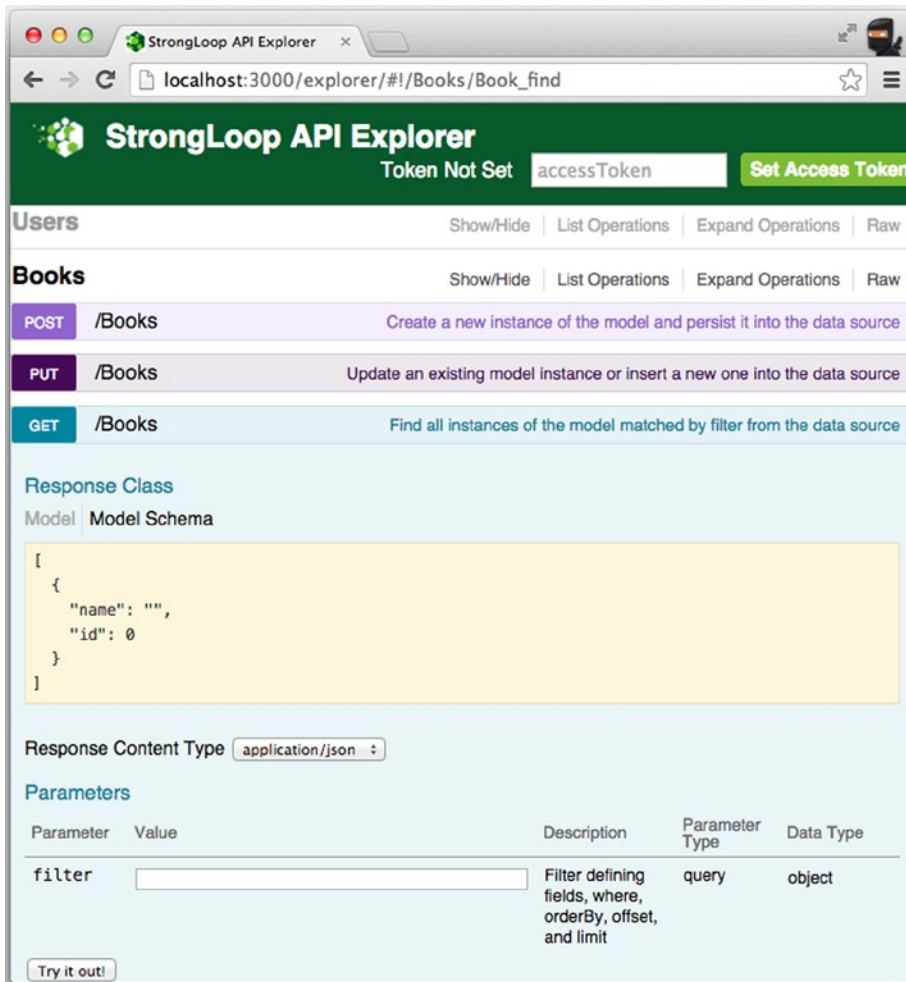 StrongLoop API Explorer
localhost:3000/explorer/#!/Books/Book_find
StrongLoop API Explorer
Token Not Set accessToken Set Access Token
Users Show/Hide List Operations Expand Operations Raw
Books Show/Hide List Operations Expand Operations Raw
POST /Books Create a new instance of the model and persist it into the data source
PUT /Books Update an existing model instance or insert a new one into the data source
GET /Books Find all instances of the model matched by filter from the data source
Response Class
Model Model Schema
[
{
"name": "",
"id": 0
}
]
Response Content Type application/json
Parameters
Parameter Value Description Parameter Type Data Type
filter Filter defining query object
fields, where,
orderBy, offset,
and limit
Try it out!